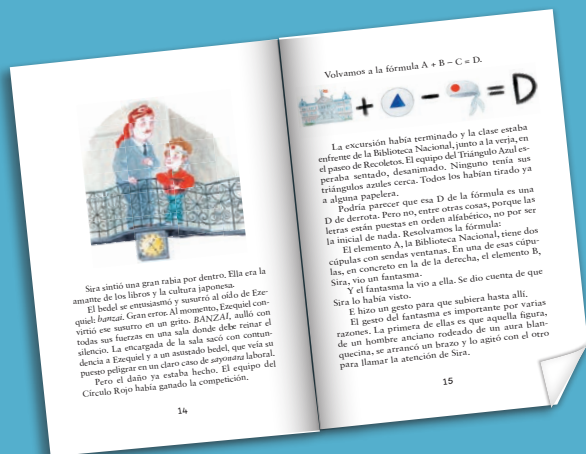 Sira sintió una gran rabia por dentro. Ella era la
amante de los libros y la cultura japonesa.
El bedel se entusiasmó y susurró al oído de Eze-
quiel: banzai. Gran error. Al momento, Ezequiel con-
virtió ese susurro en un grito. BANZAI, aulló con
todas sus fuerzas en una sala donde debe reinar el
silencio. La encargada de la sala sacó con contun-
dencia a Ezequiel y a un asustado bedel, que veía su
puesto peligrar en un claro caso de sayonara laboral.
Pero el daño ya estaba hecho. El equipo del
Círculo Rojo había ganado la competición.
14
Volvamos a la fórmula A + B − C = D.
+ − = D
La excursión había terminado y la clase estaba
enfrente de la Biblioteca Nacional, junto a la verja, en
el paseo de Recoletos. El equipo del Triángulo Azul es-
peraba sentado, desanimado. Ninguno tenía sus
triángulos azules cerca. Todos los habían tirado ya
a alguna papelera.
Podría parecer que esa D de la fórmula es una
D de derrota. Pero no, entre otras cosas, porque las
letras están puestas en orden alfabético, no por ser
la inicial de nada. Resolvamos la fórmula:
El elemento A, la Biblioteca Nacional, tiene dos
cúpulas con sendas ventanas. En una de esas cúpu-
las, en concreto en la de la derecha, el elemento B,
Sira, vio un fantasma.
Y el fantasma la vio a ella. Se dio cuenta de que
Sira lo había visto.
E hizo un gesto para que subiera hasta allí.
El gesto del fantasma es importante por varias
razones. La primera de ellas es que aquella figura,
de un hombre anciano rodeado de un aura blan-
quecina, se arrancó un brazo y lo agitó con el otro
para llamar la atención de Sira.
15